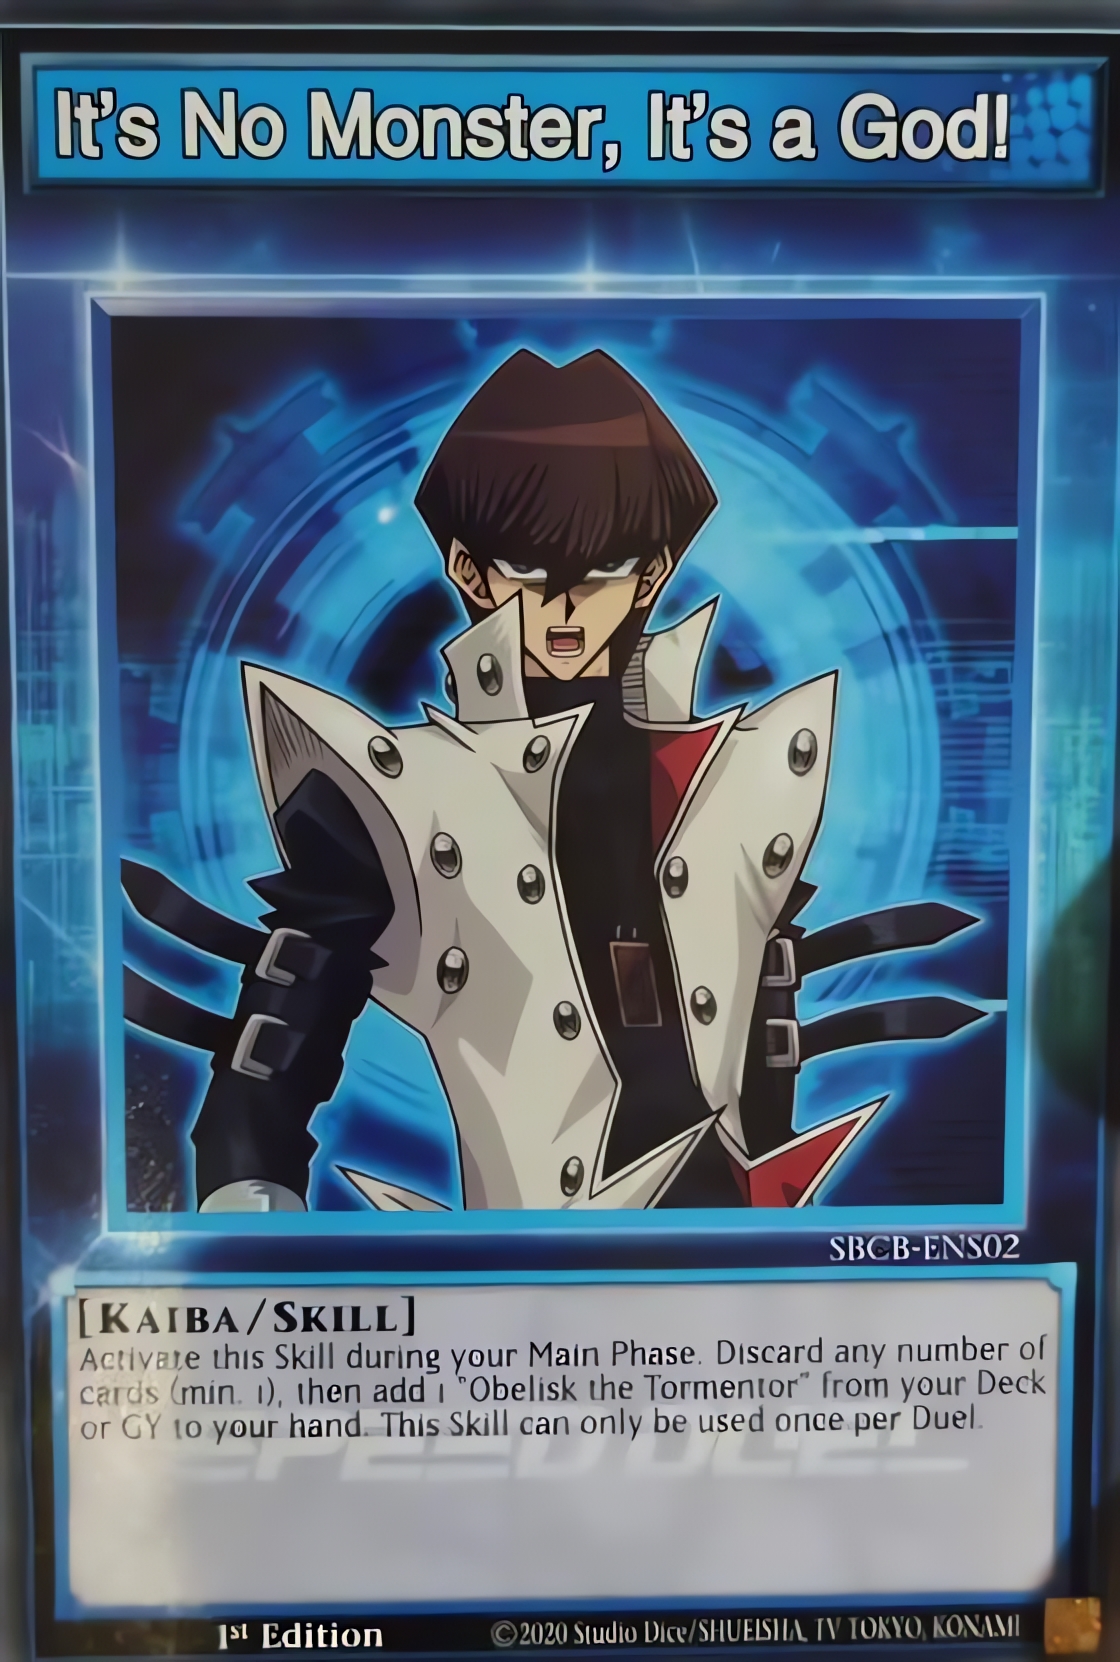 It's No Monster, It's a God!
SBCB-ENS02
[KAIBA/SKILL]
Activate this Skill during your Main Phase. Discard any number of
cards (min. 1), then add 1 "Obelisk the Tormentor" from your Deck
or GY to your hand. This Skill can only be used once per Duel.
SPEED DUEL
1st Edition
©2020 Studio Dice/SHUEISHA, TV TOKYO, KONAMI